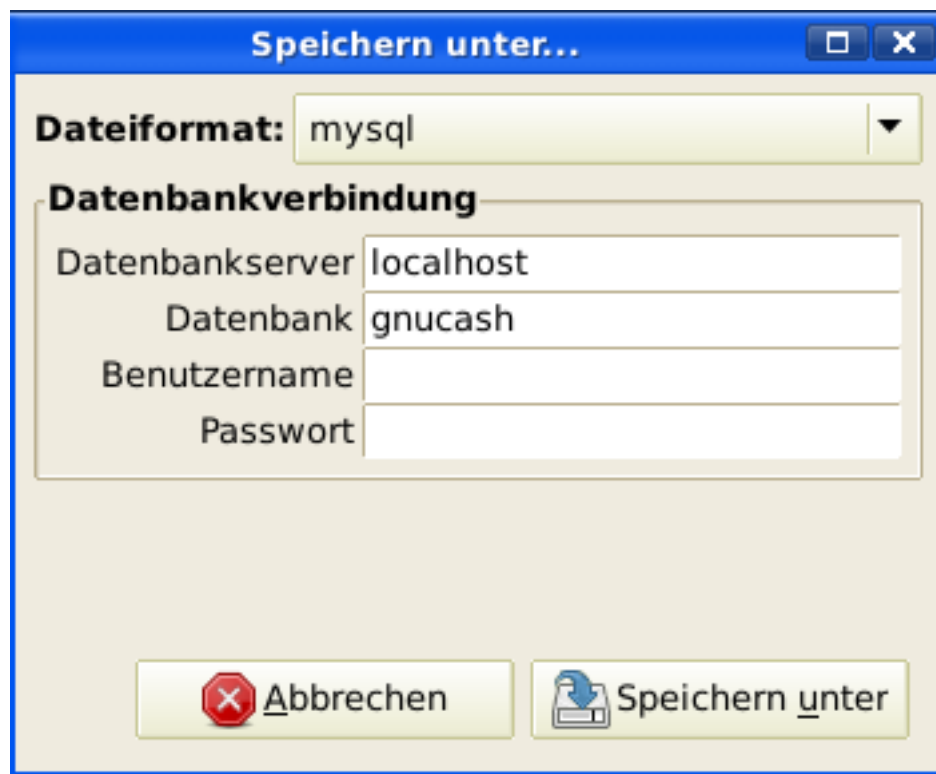 Speichern unter...
Dateiformat: mysql
Datenbankverbindung
Datenbankserver localhost
Datenbank gnucash
Benutzername
Passwort
Abbrechen Speichern unter